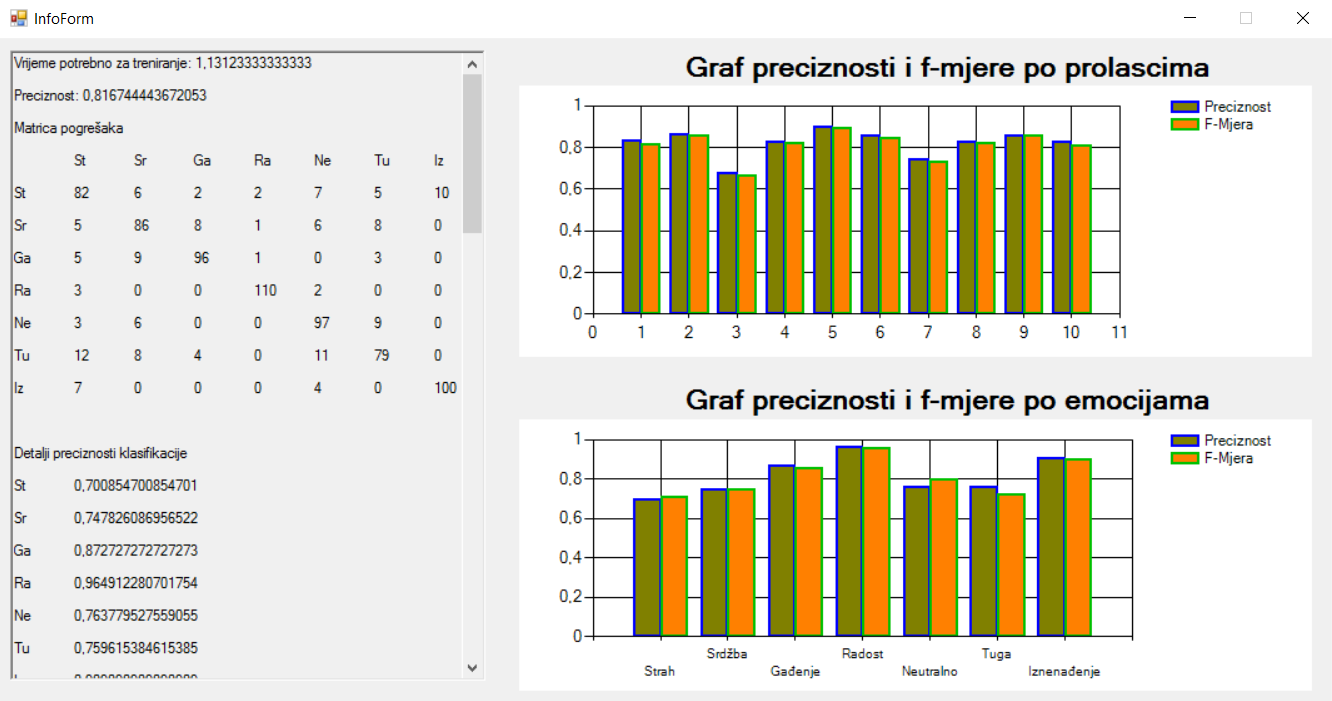 InfoForm
Vrijeme potrebno za treniranje: 1,13123333333333
Preciznost: 0,816744443672053
Matrica pogrešaka
St Sr Ga Ra Ne Tu Iz
St 82 6 2 2 7 5 10
Sr 5 86 8 1 6 8 0
Ga 5 9 96 1 0 3 0
Ra 3 0 0 110 2 0 0
Ne 3 6 0 0 97 9 0
Tu 12 8 4 0 11 79 0
Iz 7 0 0 0 4 0 100
Detalji preciznosti klasifikacije
St 0,700854700854701
Sr 0,747826086956522
Ga 0,872727272727273
Ra 0,964912280701754
Ne 0,763779527559055
Tu 0,759615384615385
Graf preciznosti i f-mjere po prolascima
Preciznost
F-Mjera
1
0,8
0,6
0,4
0,2
0
0 1 2 3 4 5 6 7 8 9 10 11
Graf preciznosti i f-mjere po emocijama
Preciznost
F-Mjera
1
0,8
0,6
0,4
0,2
0
Srdžba Radost Tuga
Strah Gađenje Neutralno Iznenađenje